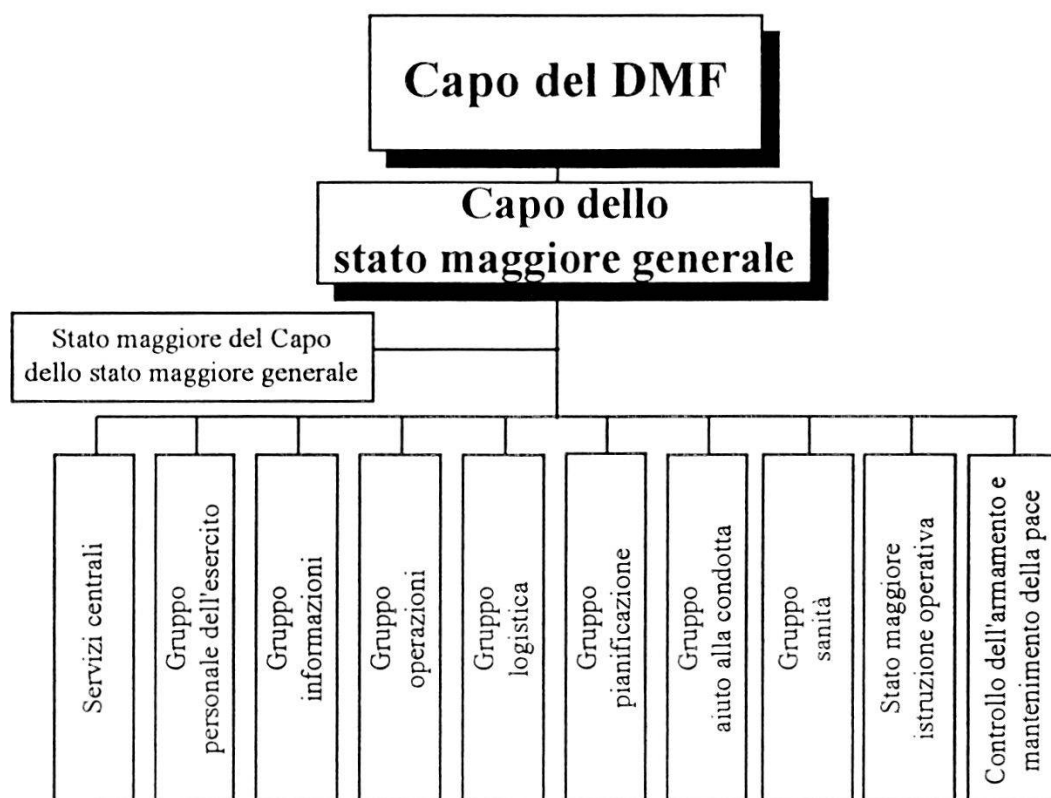 Capo del DMF
Capo dello
stato maggiore generale
Stato maggiore del Capo
dello stato maggiore generale
Servizi centrali
Gruppo
personale dell'esercito
Gruppo
informazioni
Gruppo
operazioni
Gruppo
logistica
Gruppo
pianificazione
Gruppo
aiuto alla condotta
Gruppo
sanità
Stato maggiore
istruzione operativa
Controllo dell'armamento e
mantenimento della pace